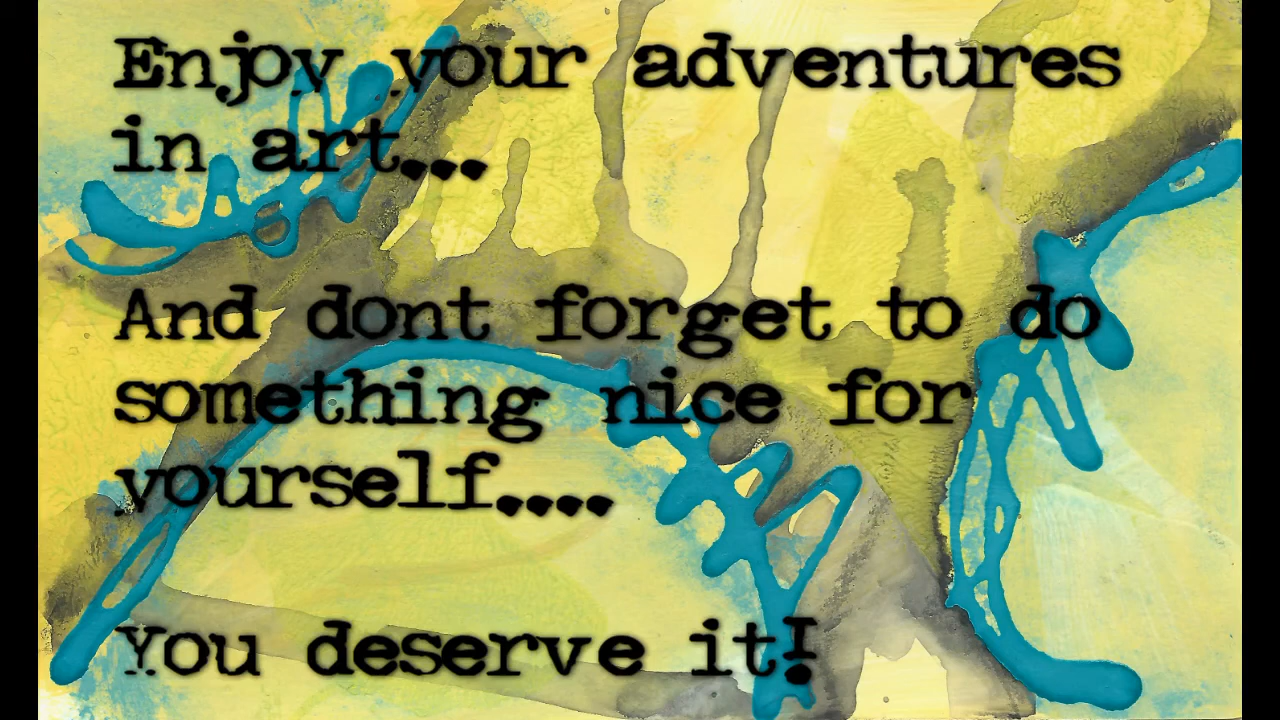 Enjoy your adventures
in art...
And dont forget to do
something nice for
yourself....
You deserve it!